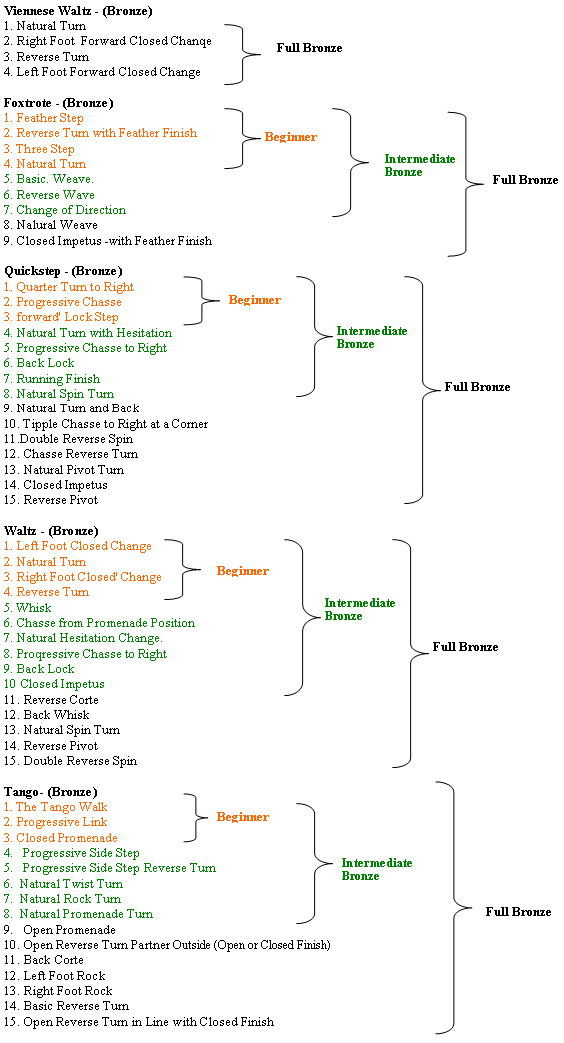 Viennese Waltz - (Bronze)
1. Natural Turn
2. Right Foot Forward Closed Chanqe
3. Reverse Turn
4. Left Foot Forward Closed Change
Full Bronze
Foxtrote - (Bronze)
1. Feather Step
2. Reverse Turn with Feather Finish
3. Three Step
4. Natural Turn
Beginner
5. Basic. Weave.
6. Reverse Wave
7. Change of Direction
Intermediate
Bronze
8. Nalural Weave
9. Closed Impetus -with Feather Finish
Full Bronze
Quickstep - (Bronze)
1. Quarter Turn to Right
2. Progressive Chasse
3. forward' Lock Step
Beginner
4. Natural Turn with Hesitation
5. Progressive Chasse to Right
6. Back Lock
7. Running Finish
8. Natural Spin Turn
Intermediate
Bronze
9. Natural Turn and Back
10. Tipple Chasse to Right at a Corner
11.Double Reverse Spin
12. Chasse Reverse Turn
13. Natural Pivot Turn
14. Closed Impetus
15. Reverse Pivot
Full Bronze
Waltz - (Bronze)
1. Left Foot Closed Change
2. Natural Turn
3. Right Foot Closed' Change
4. Reverse Turn
Beginner
5. Whisk
6. Chasse from Promenade Position
7. Natural Hesitation Change.
8. Proqressive Chasse to Right
9. Back Lock
10 Closed Impetus
Intermediate
Bronze
11. Reverse Corte
12. Back Whisk
13. Natural Spin Turn
14. Reverse Pivot
15. Double Reverse Spin
Full Bronze
Tango- (Bronze)
1. The Tango Walk
2. Progressive Link
3. Closed Promenade
Beginner
4. Progressive Side Step
5. Progressive Side Step Reverse Turn
6. Natural Twist Turn
7. Natural Rock Turn
8. Natural Promenade Turn
Intermediate
Bronze
9. Open Promenade
10. Open Reverse Turn Partner Outside (Open or Closed Finish)
11. Back Corte
12. Left Foot Rock
13. Right Foot Rock
14. Basic Reverse Turn
15. Open Reverse Turn in Line with Closed Finish
Full Bronze